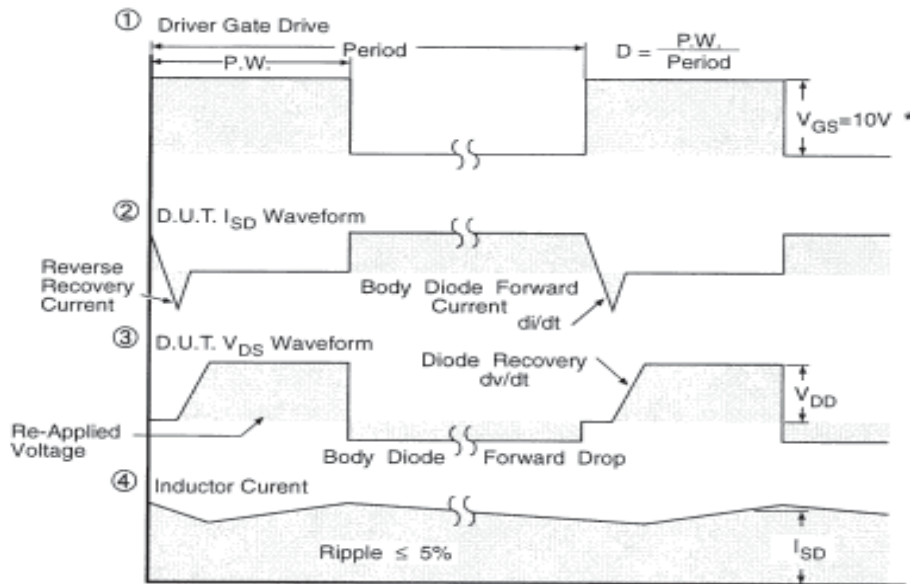 ① Driver Gate Drive
Period
P.W.
D = P.W. / Period
V_GS=10V *
② D.U.T. I_SD Waveform
Reverse
Recovery
Current
Body Diode Forward
Current
di/dt
③ D.U.T. V_DS Waveform
Diode Recovery
dv/dt
V_DD
Re-Applied
Voltage
Body Diode Forward Drop
④ Inductor Curent
Ripple ≤ 5%
I_SD